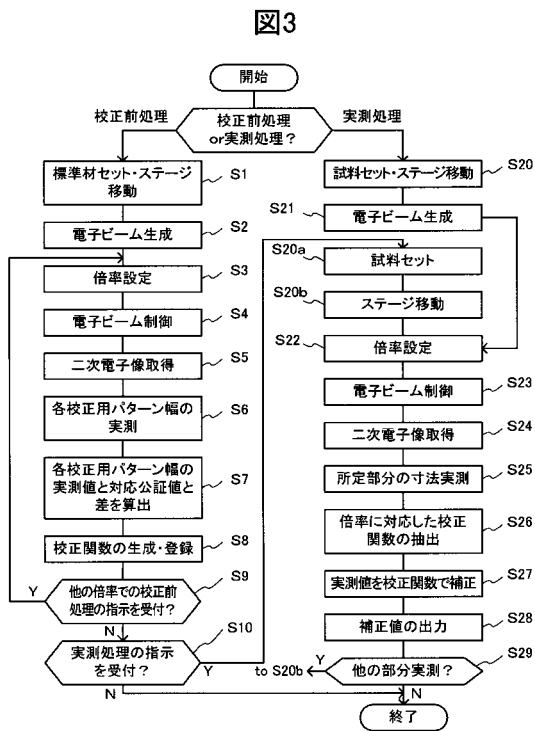 図3
開始
校正前処理
校正前処理
or実測処理？
実測処理
標準材セット・ステージ
移動
S1
電子ビーム生成
S2
倍率設定
S3
電子ビーム制御
S4
二次電子像取得
S5
各校正用パターン幅の
実測
S6
各校正用パターン幅の
実測値と対応公証値と
差を算出
S7
校正関数の生成・登録
S8
他の倍率での校正前
処理の指示を受付？
S9
Y
N
実測処理の指示
を受付？
S10
Y
N
試料セット・ステージ移動
S20
電子ビーム生成
S21
試料セット
S20a
ステージ移動
S20b
倍率設定
S22
電子ビーム制御
S23
二次電子像取得
S24
所定部分の寸法実測
S25
倍率に対応した校正
関数の抽出
S26
実測値を校正関数で補正
S27
補正値の出力
S28
他の部分実測？
S29
Y
to S20b
N
終了